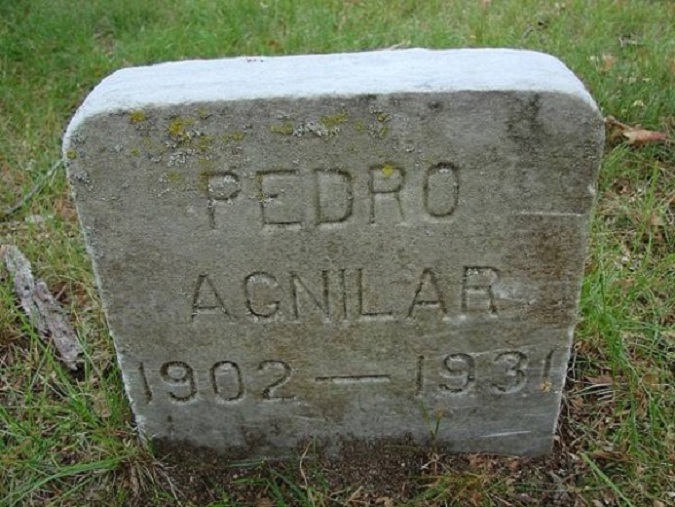 PEDRO
AGNILAR
1902 — 1931